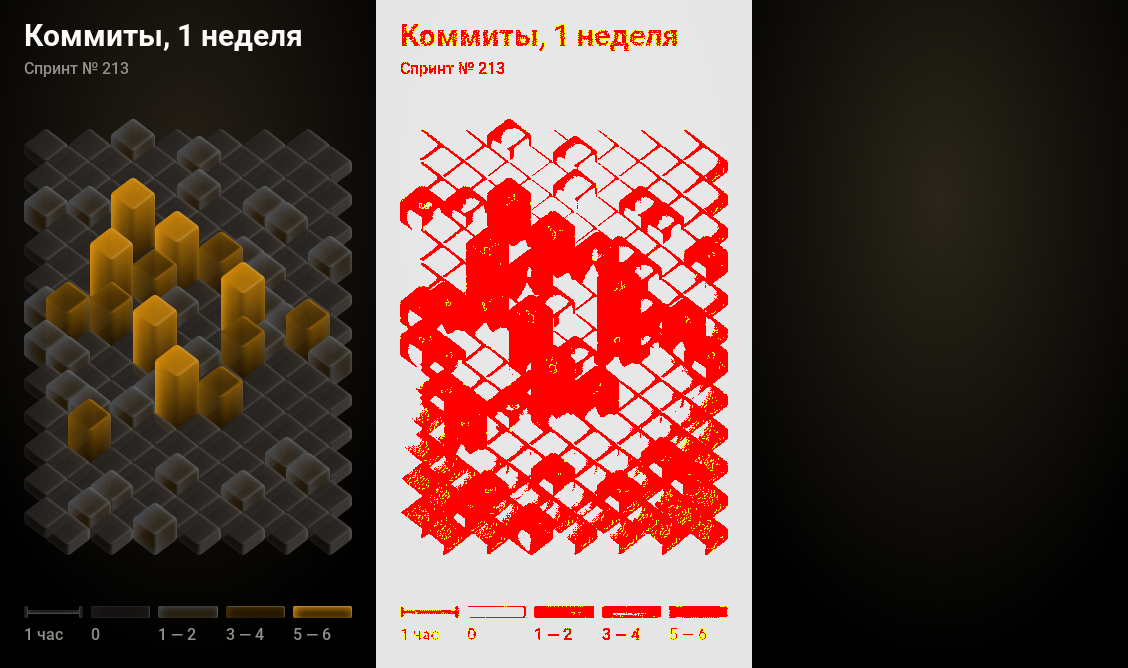 Коммиты, 1 неделя
Спринт № 213
1 час 0 1 – 2 3 – 4 5 – 6
Коммиты, 1 неделя
Спринт № 213
1 час 0 1 – 2 3 – 4 5 – 6